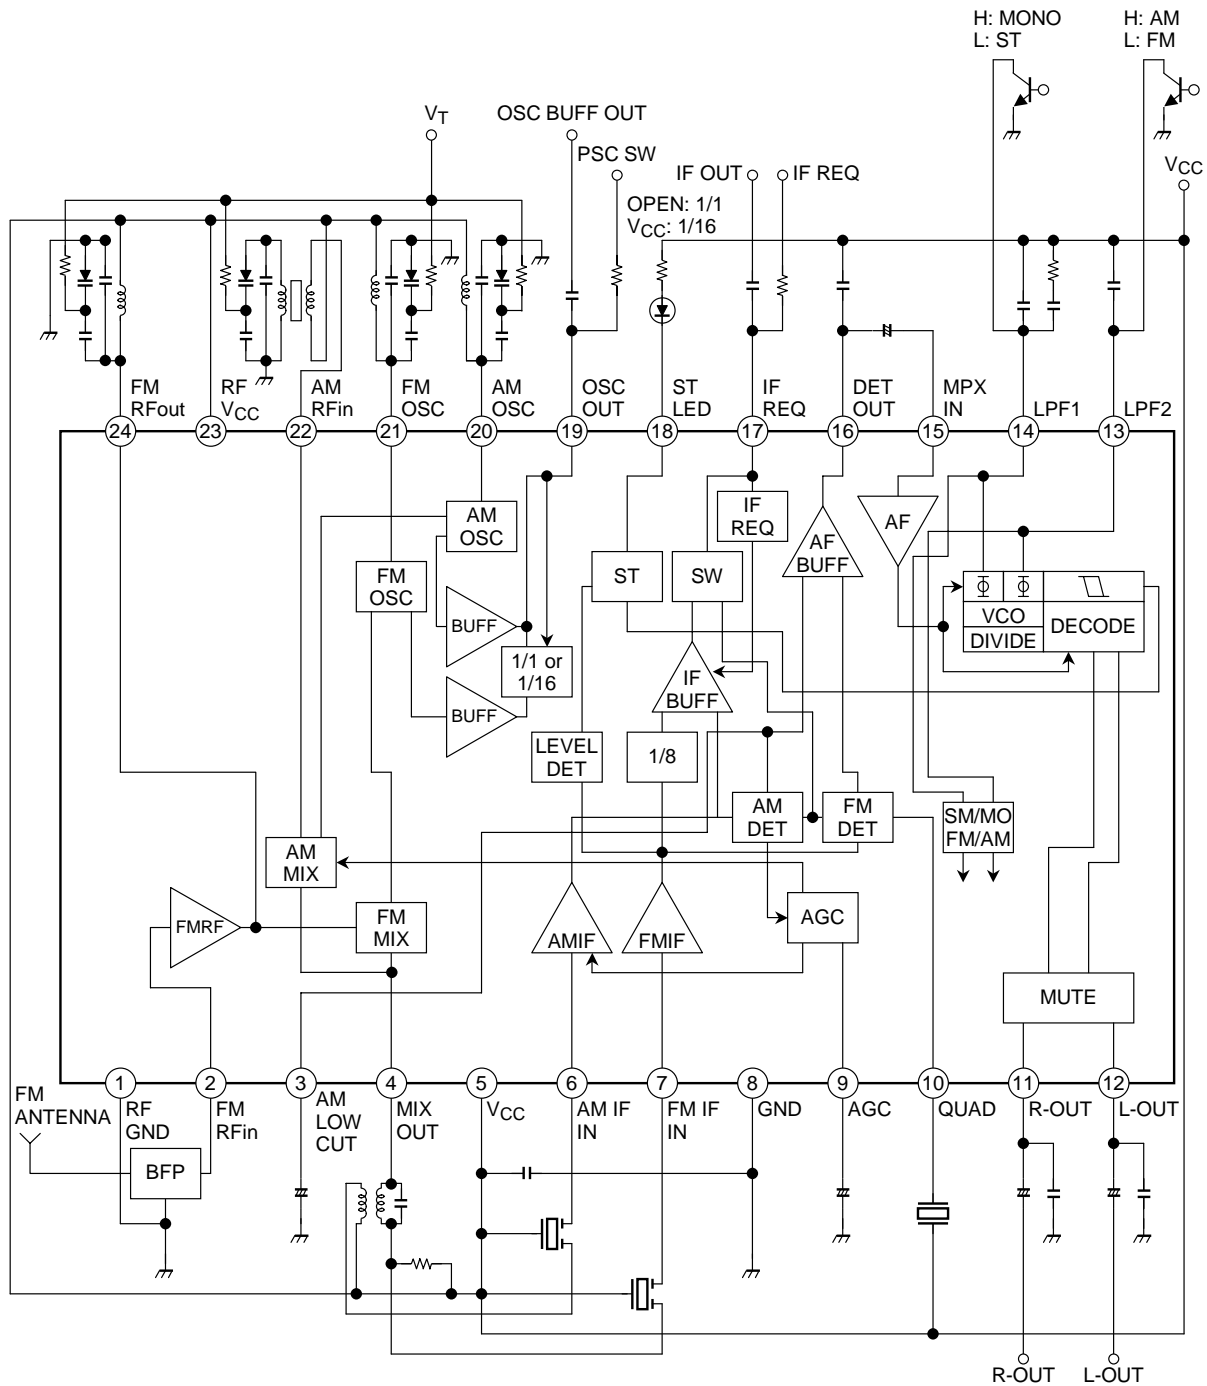 H: MONO
L: ST
H: AM
L: FM
VT
OSC BUFF OUT
PSC SW
IF OUT
IF REQ
VCC
OPEN: 1/1
VCC: 1/16
FM
RFout
RF
VCC
AM
RFin
FM
OSC
AM
OSC
OSC
OUT
ST
LED
IF
REQ
DET
OUT
MPX
IN
LPF1
LPF2
24
23
22
21
20
19
18
17
16
15
14
13
AM
OSC
IF
REQ
AF
FM
OSC
ST
SW
AF
BUFF
BUFF
VCO
DIVIDE
DECODE
1/1 or
1/16
IF
BUFF
BUFF
LEVEL
DET
1/8
AM
DET
FM
DET
SM/MO
FM/AM
AM
MIX
FMRF
FM
MIX
AMIF
FMIF
AGC
MUTE
1
2
3
4
5
6
7
8
9
10
11
12
FM
ANTENNA
RF
GND
FM
RFin
AM
LOW
CUT
MIX
OUT
VCC
AM IF
IN
FM IF
IN
GND
AGC
QUAD
R-OUT
L-OUT
BFP
R-OUT
L-OUT